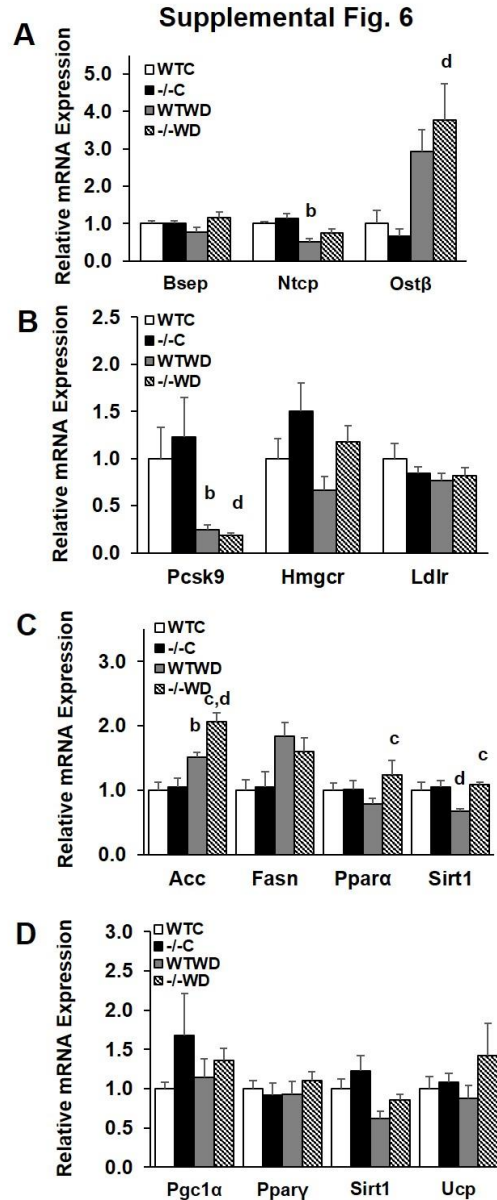 Supplemental Fig. 6
A
Relative mRNA Expression
WTC
-/-C
WTWD
-/-WD
5.0
4.0
3.0
2.0
1.0
0.0
b
d
Bsep Ntcp Ostβ
B
Relative mRNA Expression
WTC
-/-C
WTWD
-/-WD
2.5
2.0
1.5
1.0
0.5
0.0
b d
Pcsk9 Hmgcr Ldlr
C
Relative mRNA Expression
WTC
-/-C
WTWD
-/-WD
3.0
2.0
1.0
0.0
c,d
b
c
d
c
Acc Fasn Pparα Sirt1
D
Relative mRNA Expression
WTC
-/-C
WTWD
-/-WD
3.0
2.5
2.0
1.5
1.0
0.5
0.0
Pgc1α Pparγ Sirt1 Ucp